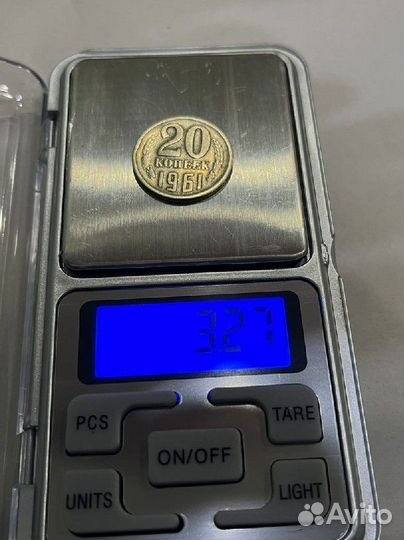 20
КОПЕЕК
1961
3.27
PCS
TARE
ON/OFF
UNITS
LIGHT
Avito